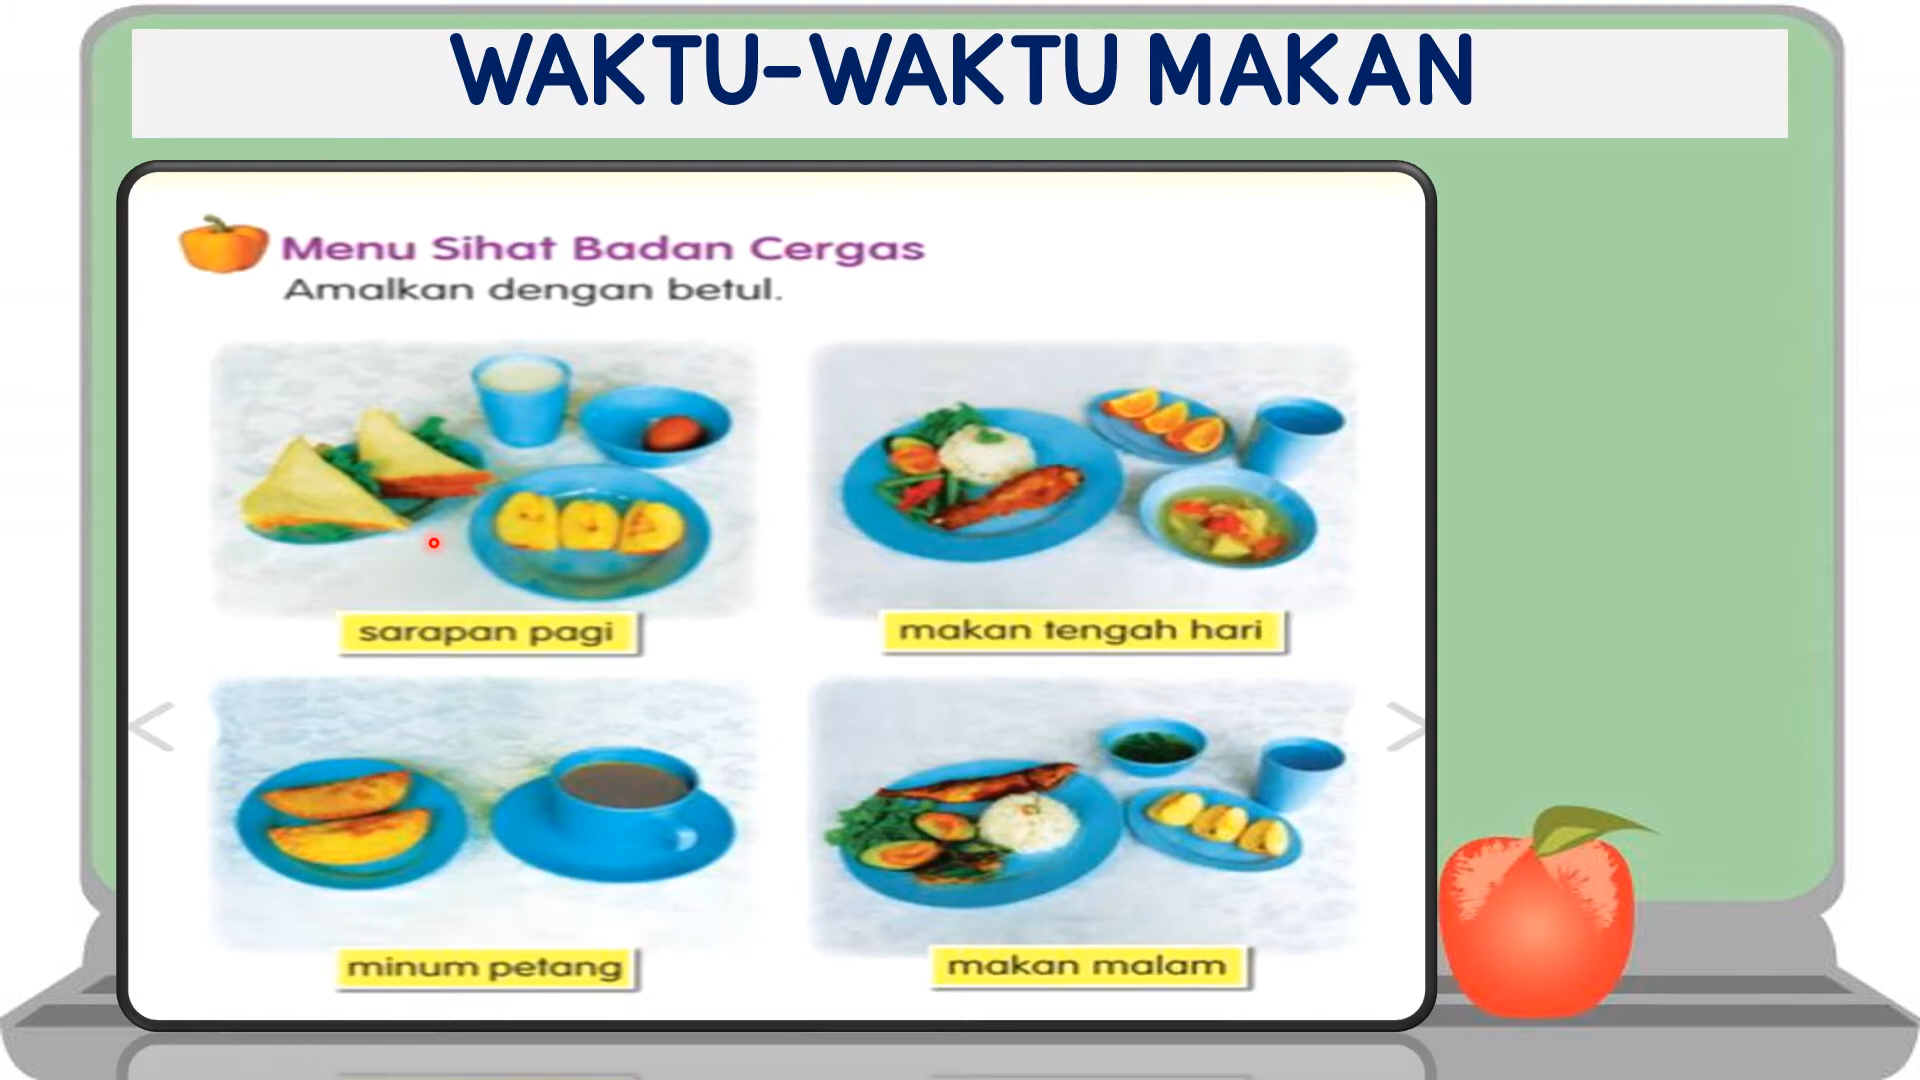 WAKTU-WAKTU MAKAN
Menu Sihat Badan Cergas
Amalkan dengan betul.
sarapan pagi
makan tengah hari
minum petang
makan malam